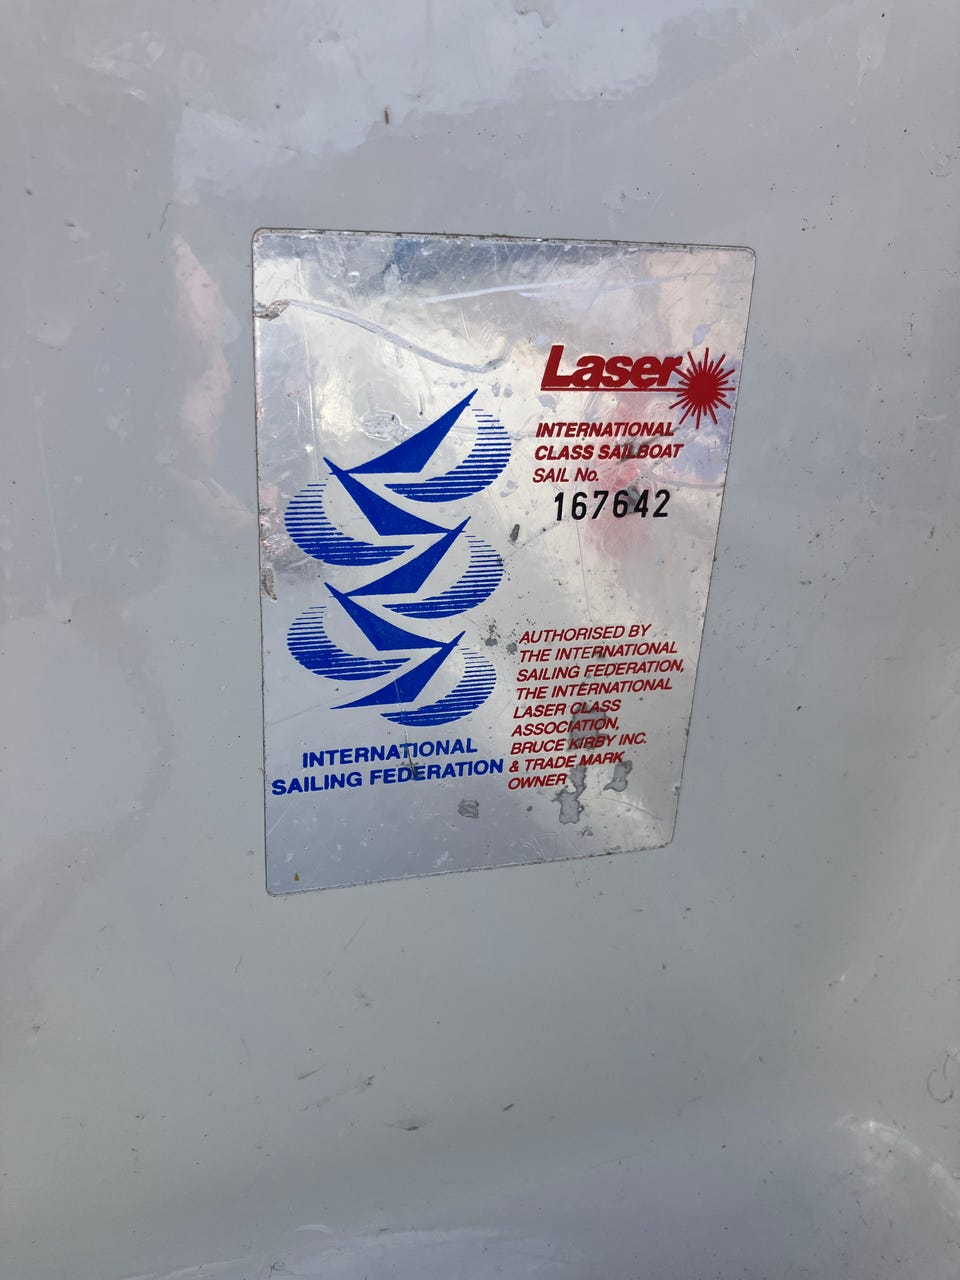 Laser
INTERNATIONAL
CLASS SAILBOAT
SAIL No.
167642
AUTHORISED BY
THE INTERNATIONAL
SAILING FEDERATION,
THE INTERNATIONAL
LASER CLASS
ASSOCIATION,
BRUCE KIRBY INC.
& TRADE MARK
OWNER
INTERNATIONAL
SAILING FEDERATION